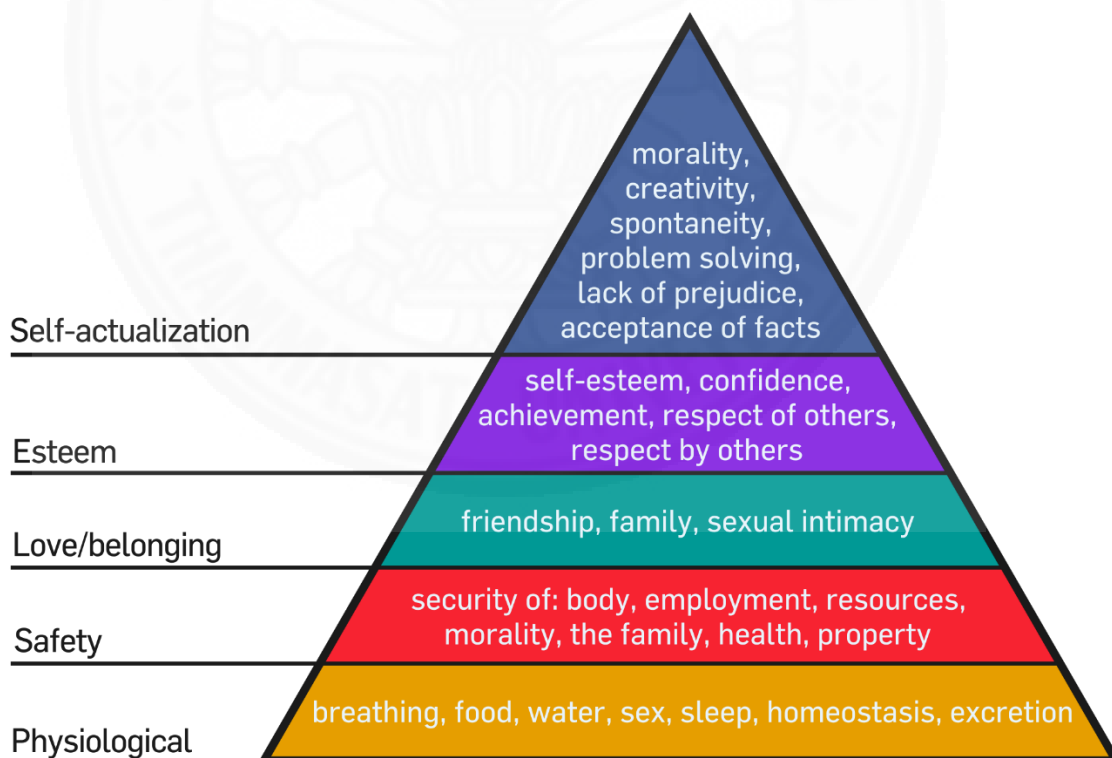 morality,
creativity,
spontaneity,
problem solving,
lack of prejudice,
acceptance of facts
Self-actualization
self-esteem, confidence,
achievement, respect of others,
respect by others
Esteem
friendship, family, sexual intimacy
Love/belonging
security of: body, employment, resources,
morality, the family, health, property
Safety
breathing, food, water, sex, sleep, homeostasis, excretion
Physiological